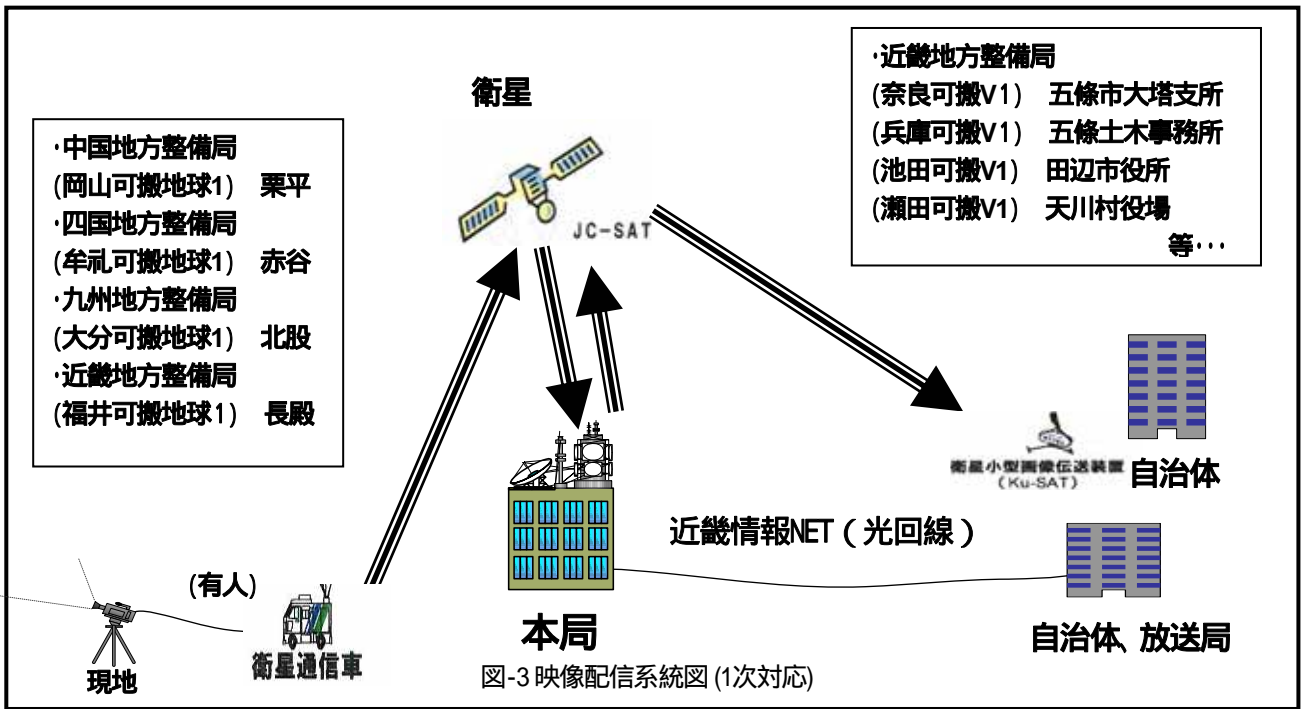 衛星
・中国地方整備局
(岡山可搬地球1) 栗平
・四国地方整備局
(牟礼可搬地球1) 赤谷
・九州地方整備局
(大分可搬地球1) 北股
・近畿地方整備局
(福井可搬地球1) 長殿
・近畿地方整備局
(奈良可搬V1) 五條市大塔支所
(兵庫可搬V1) 五條土木事務所
(池田可搬V1) 田辺市役所
(瀬田可搬V1) 天川村役場
等・・・
JC-SAT
衛星小型画像伝送装置
(Ku-SAT)
自治体
近畿情報NET(光回線)
(有人)
現地
衛星通信車
本局
自治体、放送局
図-3 映像配信系統図 (1次対応)